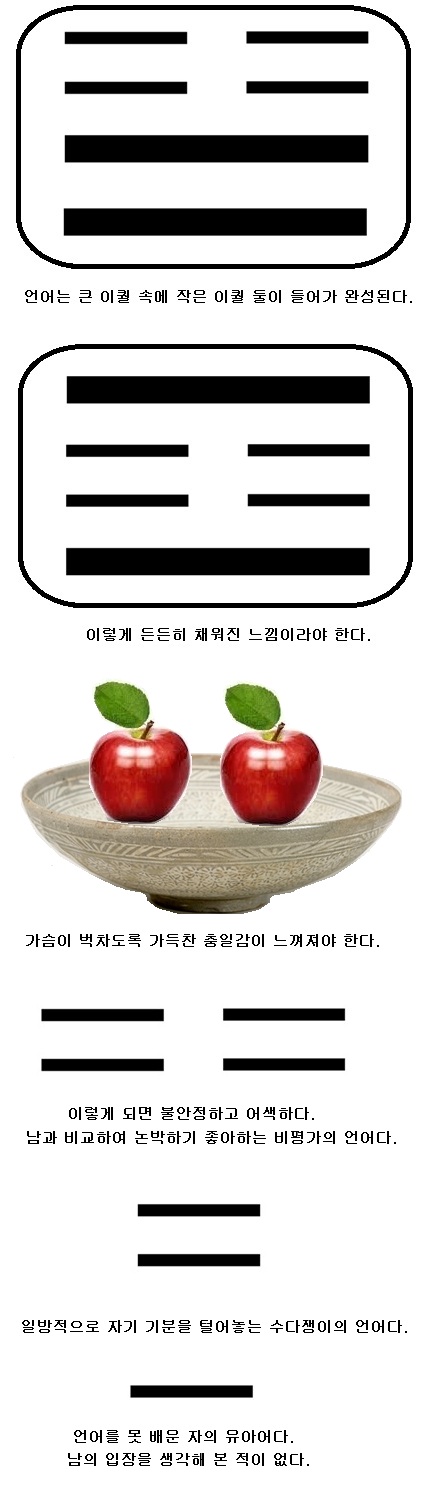 언어는 큰 이퀄 속에 작은 이퀄 둘이 들어가 완성된다.
이렇게 든든히 채워진 느낌이라야 한다.
가슴이 벅차도록 가득찬 충일감이 느껴져야 한다.
이렇게 되면 불안정하고 어색하다.
남과 비교하여 논박하기 좋아하는 비평가의 언어다.
일방적으로 자기 기분을 털어놓는 수다쟁이의 언어다.
언어를 못 배운 자의 유아어다.
남의 입장을 생각해 본 적이 없다.